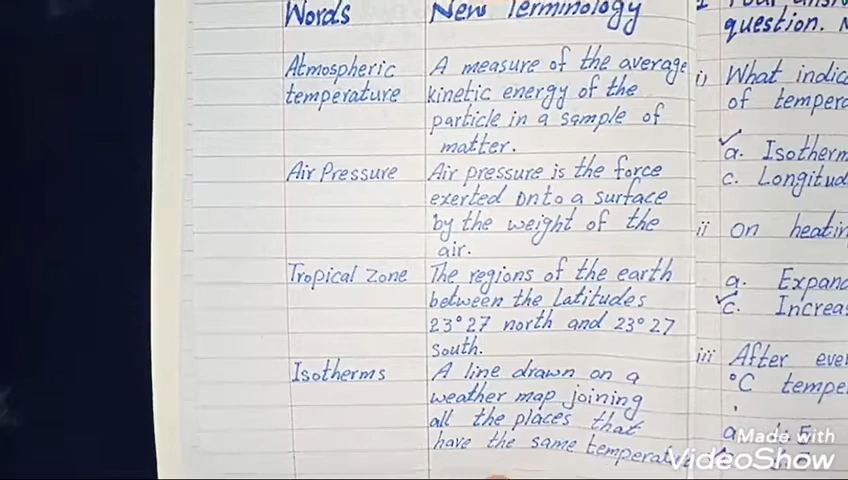 Words New Terminology
Atmospheric A measure of the average
temperature kinetic energy of the
particle in a sample of
matter.
Air Pressure Air pressure is the force
exerted onto a surface
by the weight of the
air.
Tropical Zone The regions of the earth
between the Latitudes
23°27 north and 23°27
south.
Isotherms A line drawn on a
weather map joining
all the places that
have the same temperature
question.
i) What indica
of tempera
a. Isotherm
c. Longitud
ii on heatin
a. Expand
c. Increas
iii After eve
°C tempe
a
Made with
VideoShow